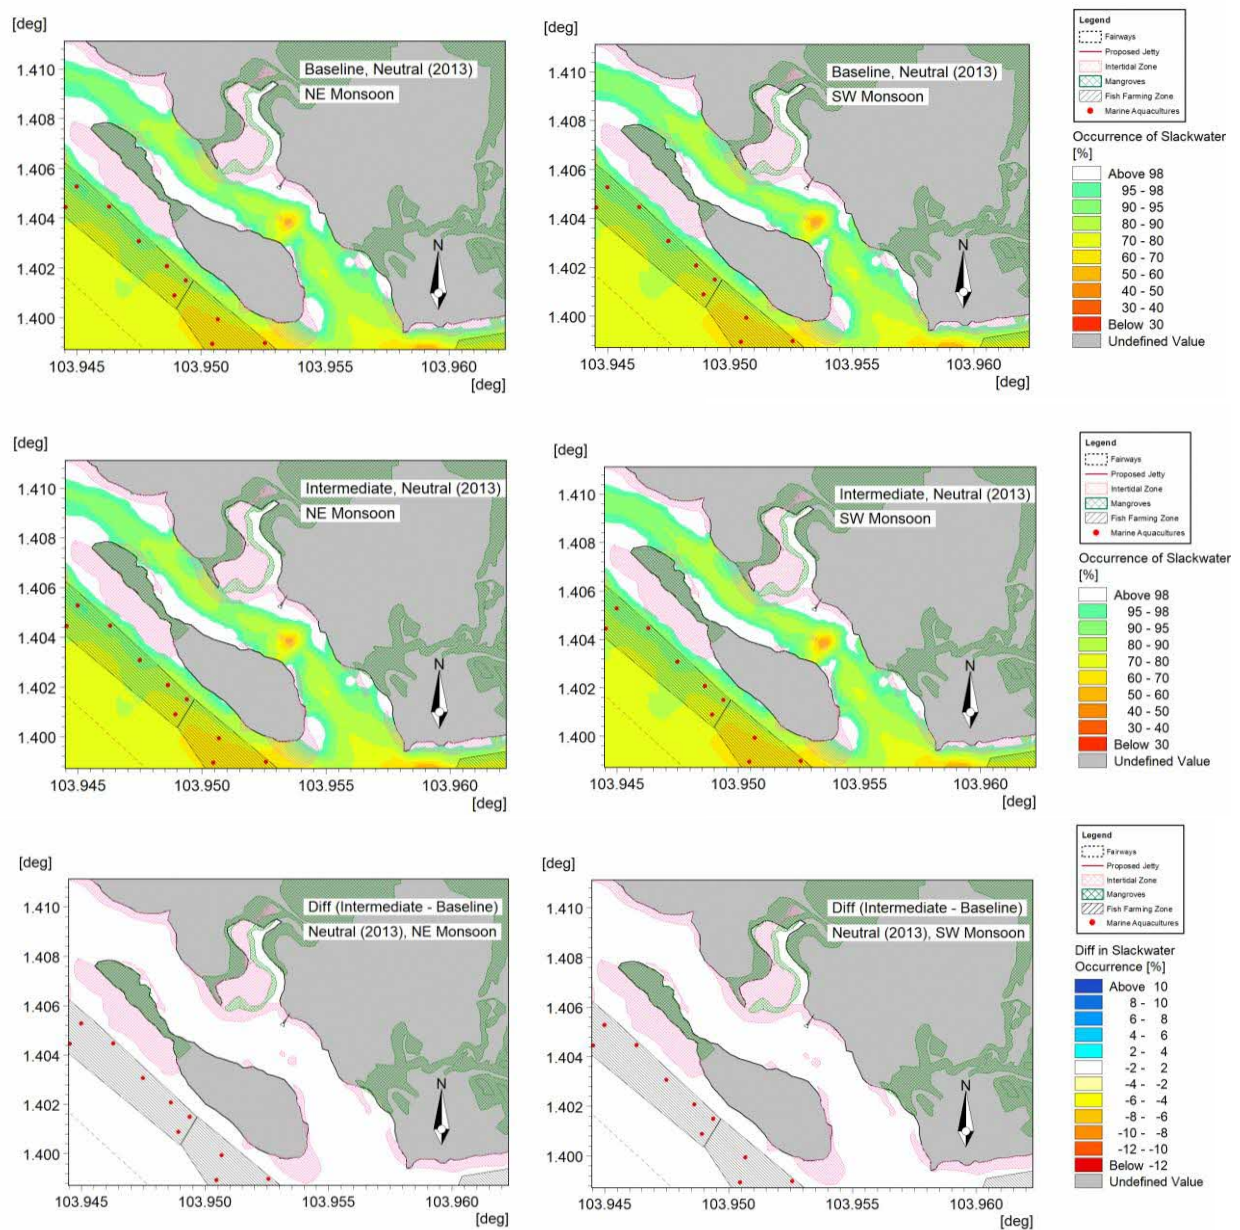 [deg]
1.410
1.408
1.406
1.404
1.402
1.400
Baseline, Neutral (2013)
NE Monsoon
N
103.945
103.950
103.955
103.960
[deg]
[deg]
1.410
1.408
1.406
1.404
1.402
1.400
Baseline, Neutral (2013)
SW Monsoon
N
103.945
103.950
103.955
103.960
[deg]
Legend
Fairways
Proposed Jetty
Intertidal Zone
Mangroves
Fish Farming Zone
Marine Aquacultures
Occurrence of Slackwater
[%]
Above 98
95 - 98
90 - 95
80 - 90
70 - 80
60 - 70
50 - 60
40 - 50
30 - 40
Below 30
Undefined Value
[deg]
1.410
1.408
1.406
1.404
1.402
1.400
Intermediate, Neutral (2013)
NE Monsoon
N
103.945
103.950
103.955
103.960
[deg]
[deg]
1.410
1.408
1.406
1.404
1.402
1.400
Intermediate, Neutral (2013)
SW Monsoon
N
103.945
103.950
103.955
103.960
[deg]
Legend
Fairways
Proposed Jetty
Intertidal Zone
Mangroves
Fish Farming Zone
Marine Aquacultures
Occurrence of Slackwater
[%]
Above 98
95 - 98
90 - 95
80 - 90
70 - 80
60 - 70
50 - 60
40 - 50
30 - 40
Below 30
Undefined Value
[deg]
1.410
1.408
1.406
1.404
1.402
1.400
Diff (Intermediate - Baseline)
Neutral (2013), NE Monsoon
N
103.945
103.950
103.955
103.960
[deg]
[deg]
1.410
1.408
1.406
1.404
1.402
1.400
Diff (Intermediate - Baseline)
Neutral (2013), SW Monsoon
N
103.945
103.950
103.955
103.960
[deg]
Legend
Fairways
Proposed Jetty
Intertidal Zone
Mangroves
Fish Farming Zone
Marine Aquacultures
Diff in Slackwater
Occurrence [%]
Above 10
8 - 10
6 - 8
4 - 6
2 - 4
-2 - 2
-4 - -2
-6 - -4
-8 - -6
-10 - -8
-12 - -10
Below -12
Undefined Value